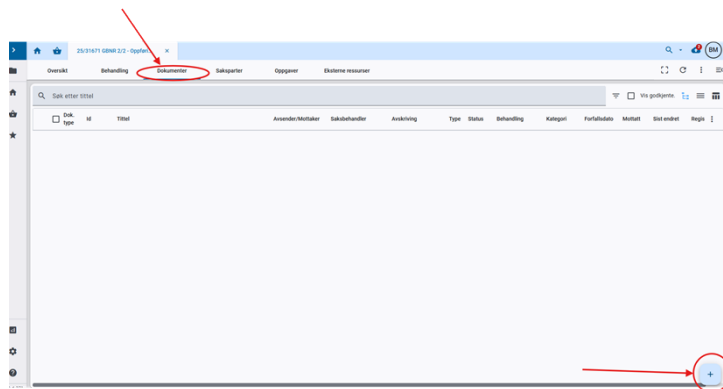 25/31671 GBNR 2/2 - Oppføri...
BM
Oversikt Behandling Dokumenter Saksparter Oppgaver Eksterne ressurser
Søk etter tittel
Vis godkjente
Dok. type Id Tittel Avsender/Mottaker Saksbehandler Avskriving Type Status Behandling Kategori Forfallsdato Mottatt Sist endret Regis